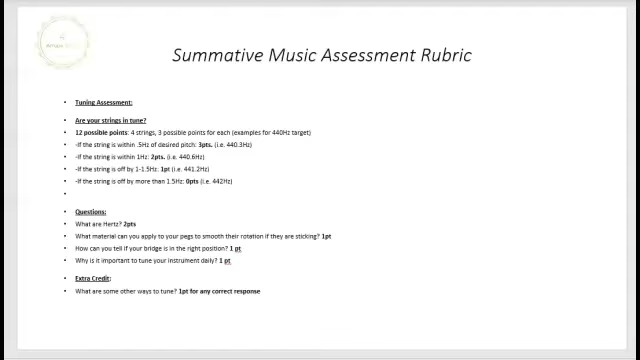 Summative Music Assessment Rubric
• Tuning Assessment:
• Are your strings in tune?
• 12 possible points: 4 strings, 3 possible points for each (examples for 440Hz target)
• -If the string is within .5Hz of desired pitch: 3pts. (i.e. 440.3Hz)
• -If the string is within 1Hz: 2pts. (i.e. 440.6Hz)
• -If the string is off by 1-1.5Hz: 1pt (i.e. 441.2Hz)
• -If the string is off by more than 1.5Hz: 0pts (i.e. 442Hz)
•
• Questions:
• What are Hertz? 2pts
• What material can you apply to your pegs to smooth their rotation if they are sticking? 1pt
• How can you tell if your bridge is in the right position? 1 pt
• Why is it important to tune your instrument daily? 1 pt
• Extra Credit:
• What are some other ways to tune? 1pt for any correct response